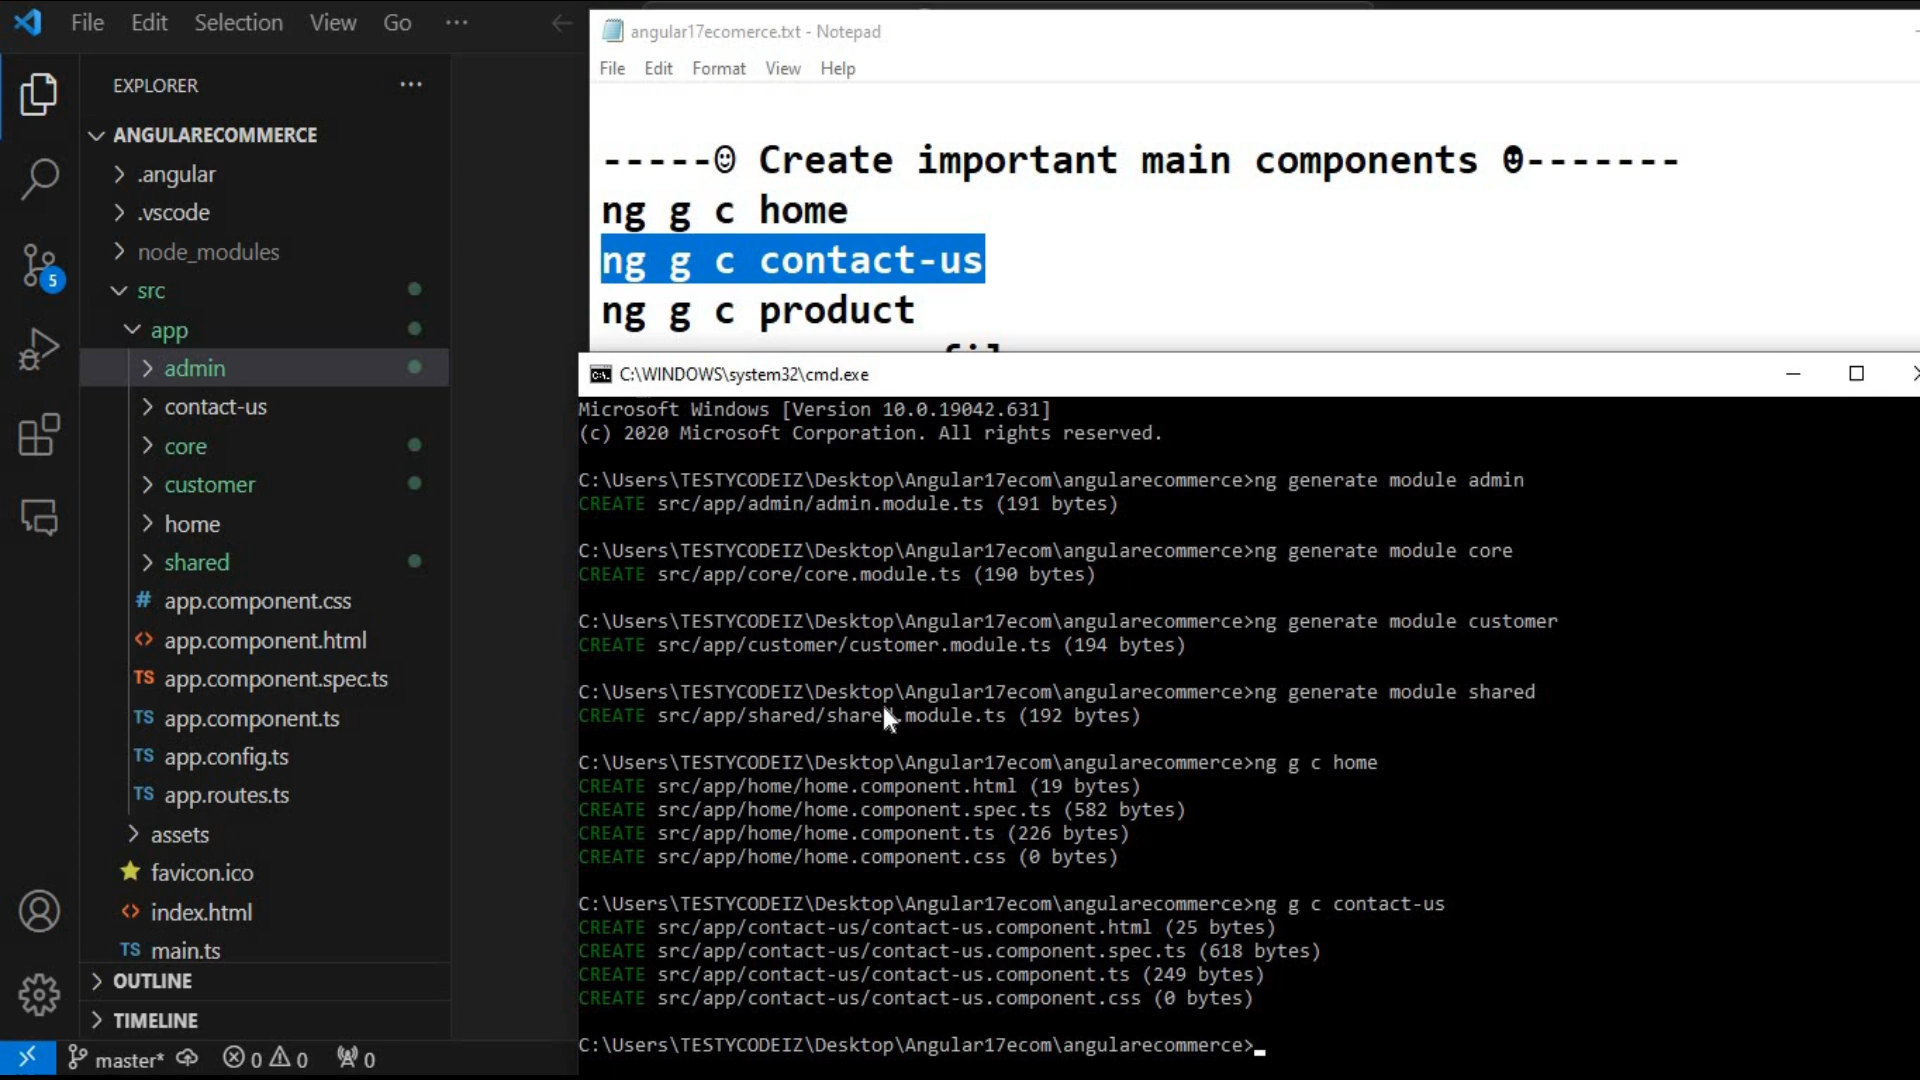 File Edit Selection View Go ···
EXPLORER ···
ANGULARECOMMERCE
.angular
.vscode
node_modules
src
app
admin
contact-us
core
customer
home
shared
# app.component.css
<> app.component.html
TS app.component.spec.ts
TS app.component.ts
TS app.config.ts
TS app.routes.ts
assets
favicon.ico
<> index.html
TS main.ts
OUTLINE
TIMELINE
5
master* 0 0 0
angular17ecomerce.txt - Notepad
File Edit Format View Help
-----☺ Create important main components ☻-------
ng g c home
ng g c contact-us
ng g c product
C:\WINDOWS\system32\cmd.exe
Microsoft Windows [Version 10.0.19042.631]
(c) 2020 Microsoft Corporation. All rights reserved.
C:\Users\TESTYCODEIZ\Desktop\Angular17ecom\angularecommerce>ng generate module admin
CREATE src/app/admin/admin.module.ts (191 bytes)
C:\Users\TESTYCODEIZ\Desktop\Angular17ecom\angularecommerce>ng generate module core
CREATE src/app/core/core.module.ts (190 bytes)
C:\Users\TESTYCODEIZ\Desktop\Angular17ecom\angularecommerce>ng generate module customer
CREATE src/app/customer/customer.module.ts (194 bytes)
C:\Users\TESTYCODEIZ\Desktop\Angular17ecom\angularecommerce>ng generate module shared
CREATE src/app/shared/shared.module.ts (192 bytes)
C:\Users\TESTYCODEIZ\Desktop\Angular17ecom\angularecommerce>ng g c home
CREATE src/app/home/home.component.html (19 bytes)
CREATE src/app/home/home.component.spec.ts (582 bytes)
CREATE src/app/home/home.component.ts (226 bytes)
CREATE src/app/home/home.component.css (0 bytes)
C:\Users\TESTYCODEIZ\Desktop\Angular17ecom\angularecommerce>ng g c contact-us
CREATE src/app/contact-us/contact-us.component.html (25 bytes)
CREATE src/app/contact-us/contact-us.component.spec.ts (618 bytes)
CREATE src/app/contact-us/contact-us.component.ts (249 bytes)
CREATE src/app/contact-us/contact-us.component.css (0 bytes)
C:\Users\TESTYCODEIZ\Desktop\Angular17ecom\angularecommerce>